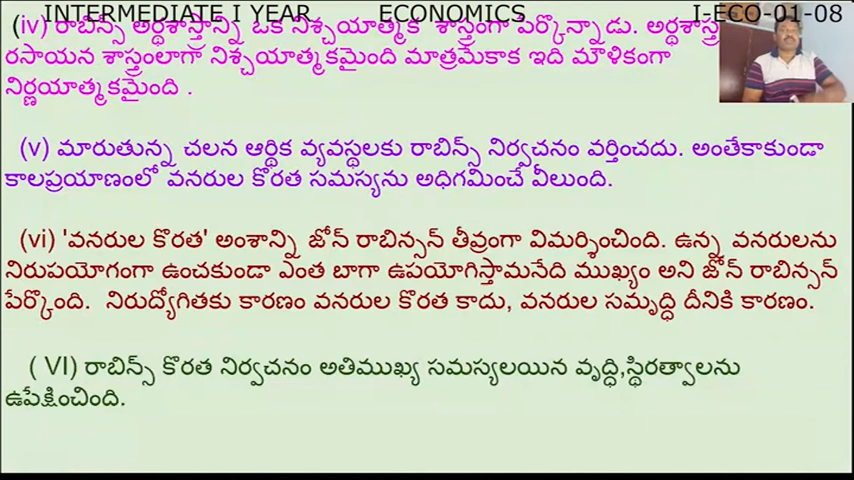 INTERMEDIATE I YEAR ECONOMICS I-ECO-01-08
(iv) రాబిన్స్ అర్థశాస్త్రాన్ని ఒక నిశ్చయాత్మక శాస్త్రంగా పేర్కొన్నాడు. అర్థశాస్త్ర
రసాయన శాస్త్రంలాగా నిశ్చయాత్మకమైంది మాత్రమేకాక ఇది మౌళికంగా
నిర్ణయాత్మకమైంది .
(v) మారుతున్న చలన ఆర్థిక వ్యవస్థలకు రాబిన్స్ నిర్వచనం వర్తించదు. అంతేకాకుండా
కాలప్రయాణంలో వనరుల కొరత సమస్యను అధిగమించే వీలుంది.
(vi) 'వనరుల కొరత' అంశాన్ని జోన్ రాబిన్సన్ తీవ్రంగా విమర్శించింది. ఉన్న వనరులను
నిరుపయోగంగా ఉంచకుండా ఎంత బాగా ఉపయోగిస్తామనేది ముఖ్యం అని జోన్ రాబిన్సన్
పేర్కొంది. నిరుద్యోగితకు కారణం వనరుల కొరత కాదు, వనరుల సమృద్ధి దీనికి కారణం.
( VI) రాబిన్స్ కొరత నిర్వచనం అతిముఖ్య సమస్యలయిన వృద్ధి,స్థిరత్వాలను
ఉపేక్షించింది.